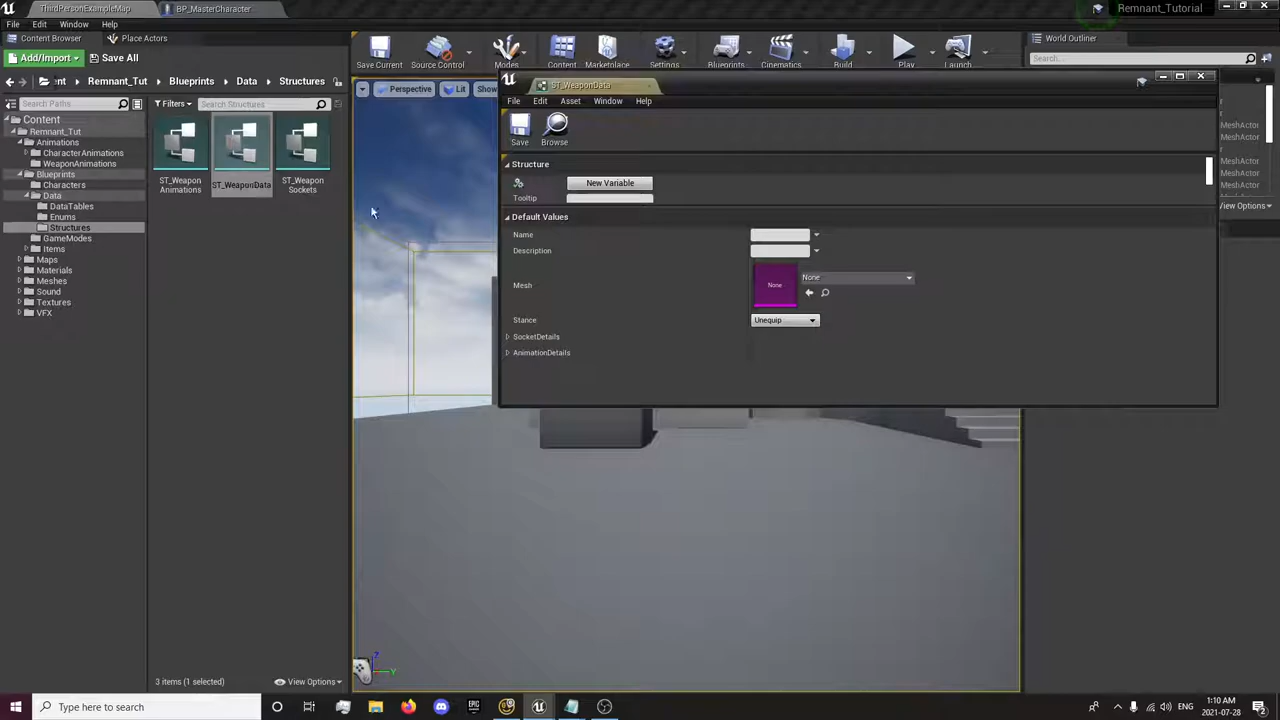 ThirdPersonExampleMap
BP_MasterCharacter
Remnant_Tutorial
File Edit Window Help
Content Browser
Place Actors
World Outliner
Add/Import
Save All
Save Current
Source Control
Modes
Content
Marketplace
Settings
Blueprints
Cinematics
Build
Play
Launch
Search...
nt Remnant_Tut Blueprints Data Structures
Perspective
Lit
Show
ST_WeaponData
File Edit Asset Window Help
Search Paths
Filters
Search Structures
Save
Browse
Content
Remnant_Tut
Animations
CharacterAnimations
WeaponAnimations
Blueprints
Characters
Data
DataTables
Enums
Structures
GameModes
Items
Maps
Materials
Meshes
Sound
Textures
VFX
ST_Weapon
Animations
ST_WeaponData
ST_Weapon
Sockets
Structure
New Variable
Tooltip
Default Values
Name
Description
Mesh
None
None
Stance
Unequip
SocketDetails
AnimationDetails
MeshActor
MeshActor
MeshActor
MeshActor
MeshActor
View Options
Z
Y
3 items (1 selected)
View Options
Type here to search
EPIC
1:10 AM
2021-07-28